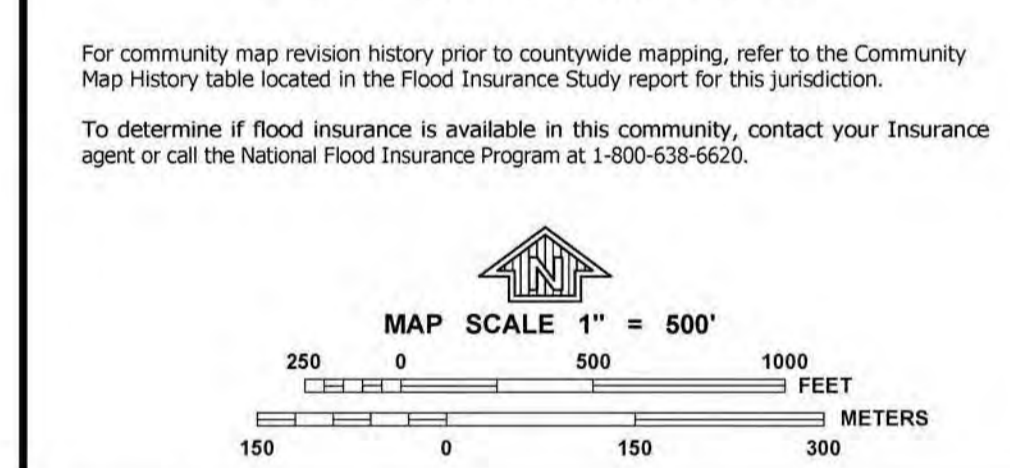 For community map revision history prior to countywide mapping, refer to the Community
Map History table located in the Flood Insurance Study report for this jurisdiction.
To determine if flood insurance is available in this community, contact your Insurance
agent or call the National Flood Insurance Program at 1-800-638-6620.
N
MAP SCALE 1" = 500'
250 0 500 1000
FEET
METERS
150 0 150 300